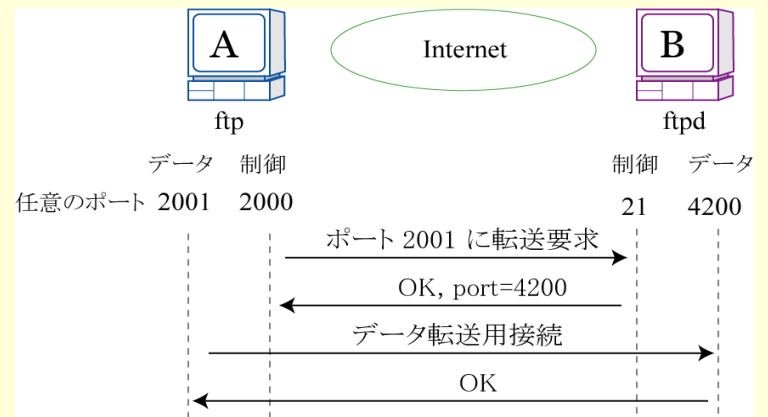 A Internet B
ftp ftpd
データ 制御 制御 データ
任意のポート 2001 2000 21 4200
ポート 2001 に転送要求
OK, port=4200
データ転送用接続
OK